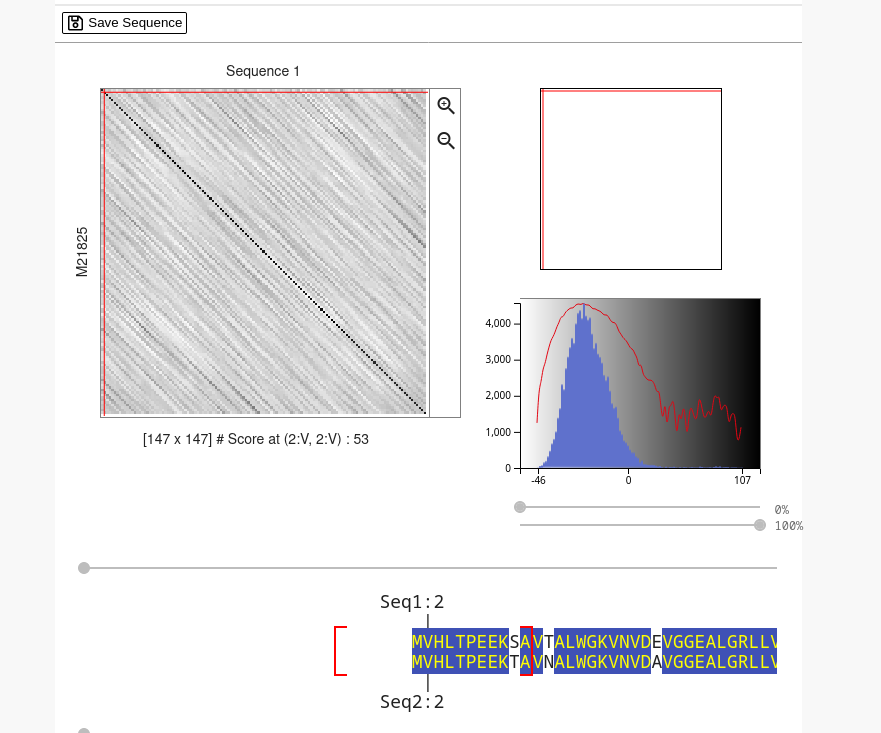 Save Sequence
Sequence 1
M21825
[147 x 147] # Score at (2:V, 2:V) : 53
4,000
3,000
2,000
1,000
0
-46 0 107
0%
100%
Seq1:2
MVHLTPEEKSAVTALWGKVNVDEVGGEALGRLLV
MVHLTPEEKTAVNALWGKVNVDAVGGEALGRLLV
Seq2:2